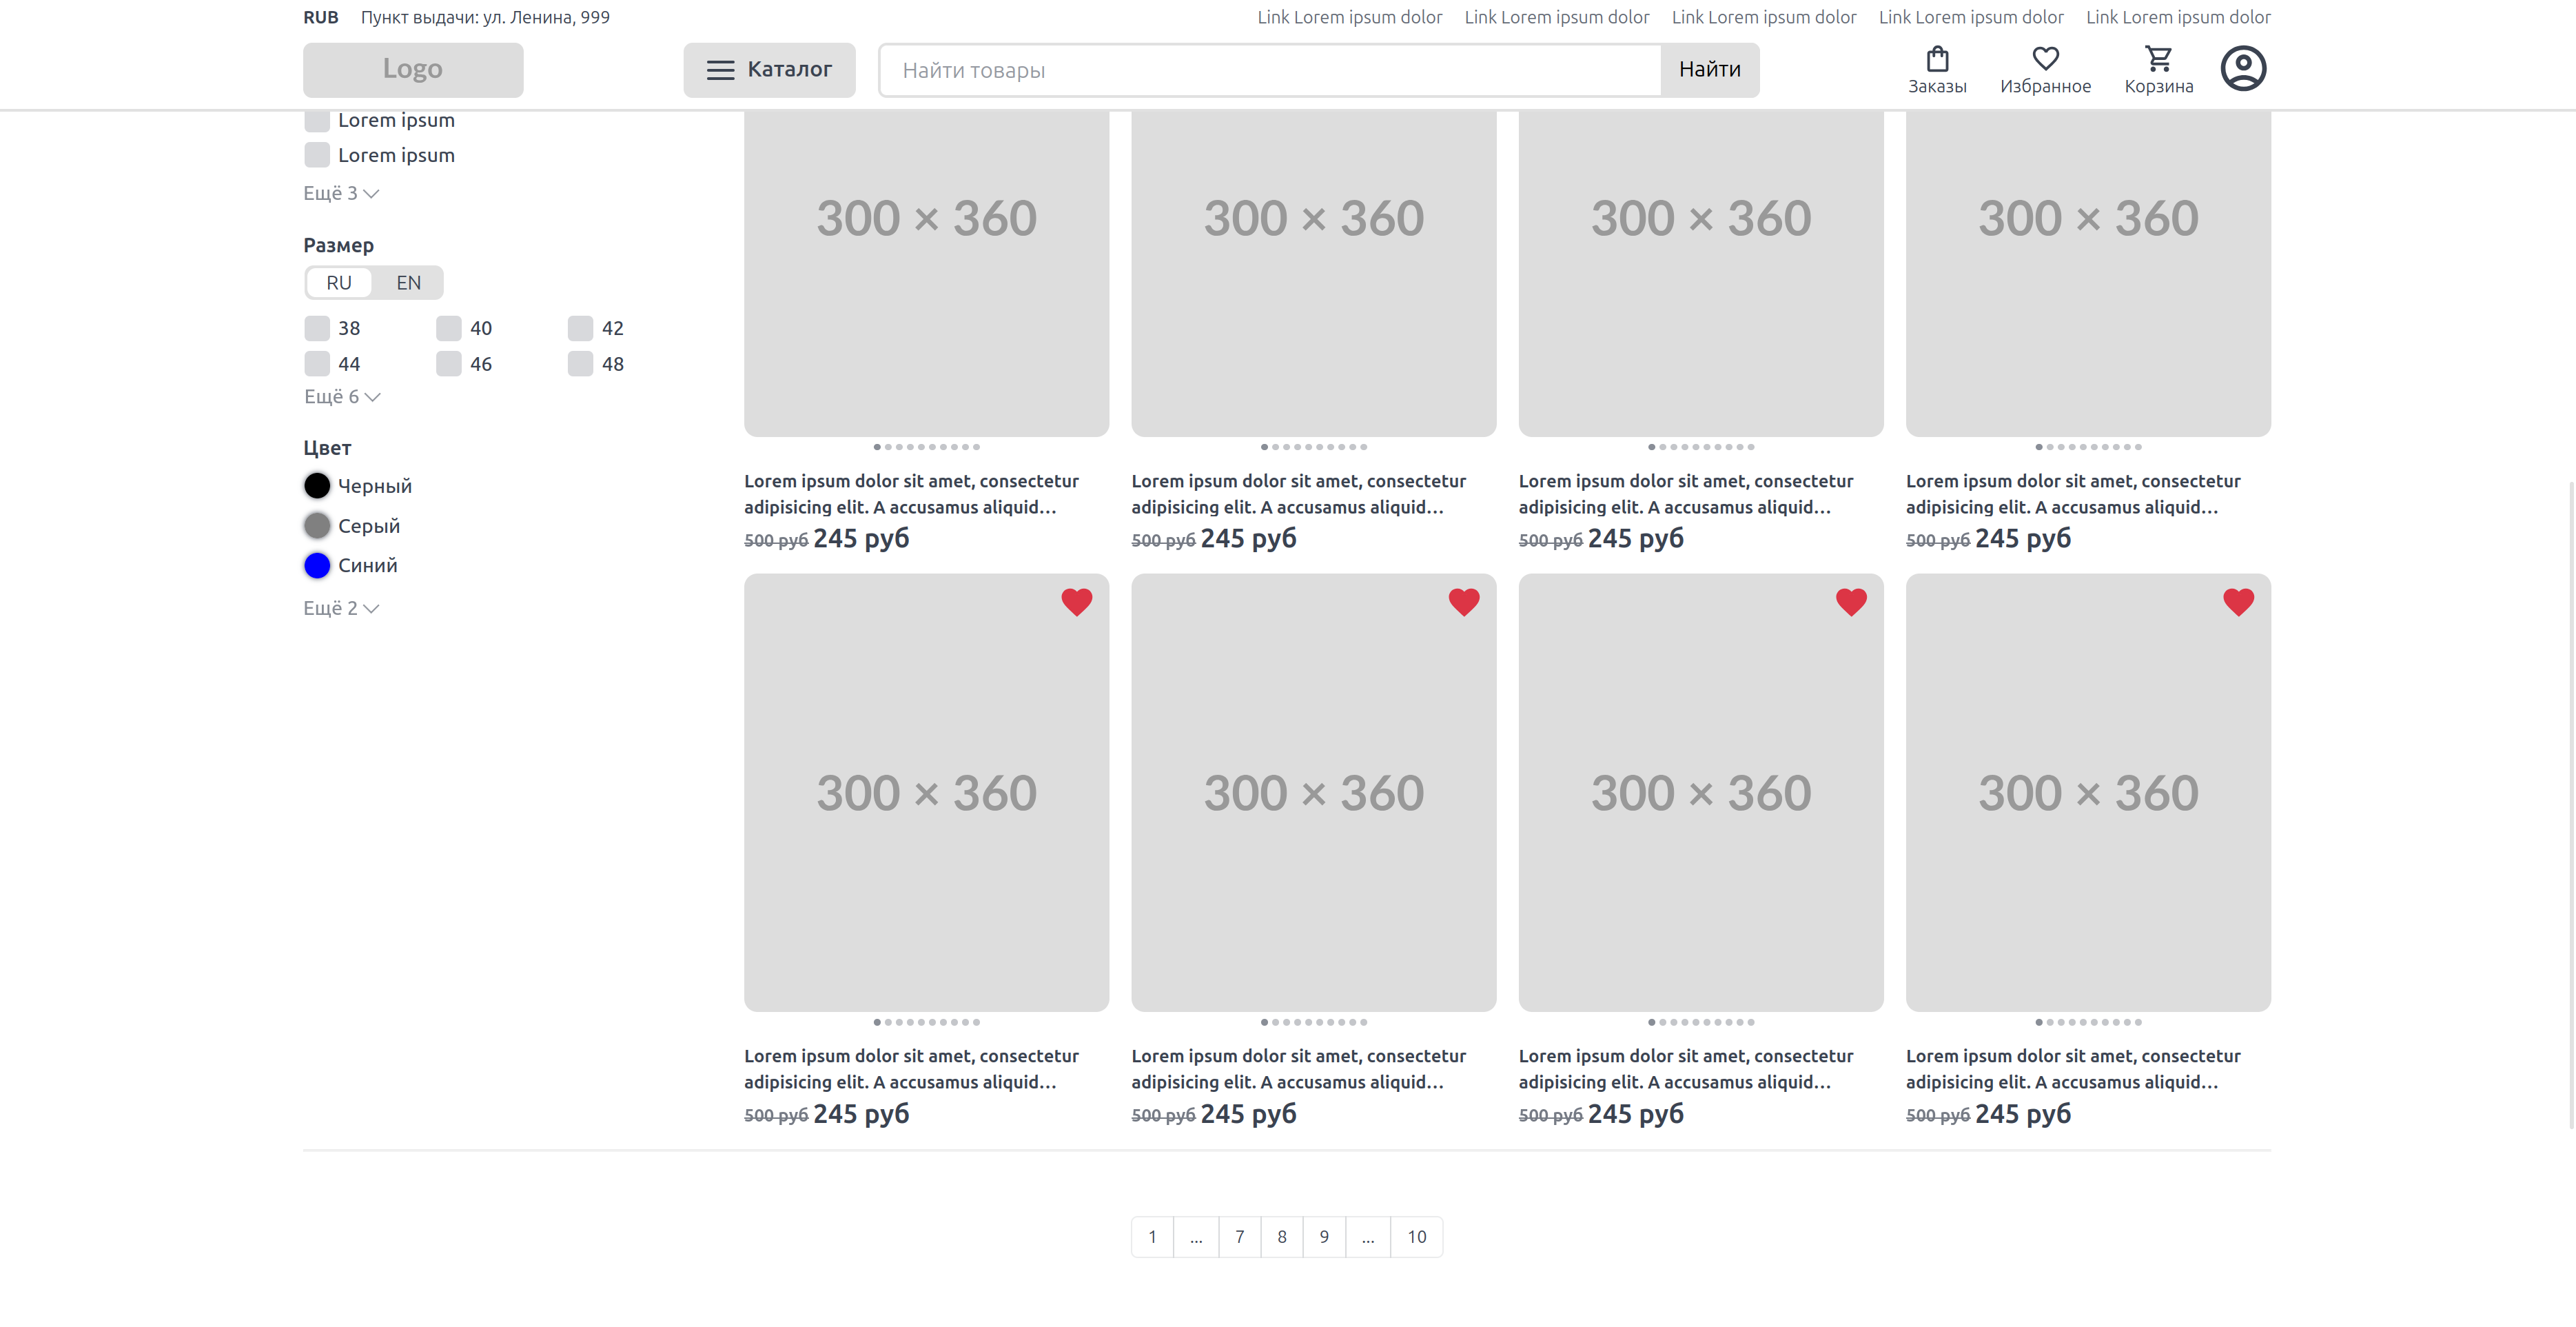 RUB Пункт выдачи: ул. Ленина, 999 Link Lorem ipsum dolor Link Lorem ipsum dolor Link Lorem ipsum dolor Link Lorem ipsum dolor Link Lorem ipsum dolor
Logo Каталог Найти товары Найти Заказы Избранное Корзина
Lorem ipsum
Lorem ipsum
Ещё 3
Размер
RU EN
38 40 42
44 46 48
Ещё 6
Цвет
Черный
Серый
Синий
Ещё 2
300 × 360 300 × 360 300 × 360 300 × 360
Lorem ipsum dolor sit amet, consectetur
adipisicing elit. A accusamus aliquid...
500 руб 245 руб
Lorem ipsum dolor sit amet, consectetur
adipisicing elit. A accusamus aliquid...
500 руб 245 руб
Lorem ipsum dolor sit amet, consectetur
adipisicing elit. A accusamus aliquid...
500 руб 245 руб
Lorem ipsum dolor sit amet, consectetur
adipisicing elit. A accusamus aliquid...
500 руб 245 руб
300 × 360 300 × 360 300 × 360 300 × 360
Lorem ipsum dolor sit amet, consectetur
adipisicing elit. A accusamus aliquid...
500 руб 245 руб
Lorem ipsum dolor sit amet, consectetur
adipisicing elit. A accusamus aliquid...
500 руб 245 руб
Lorem ipsum dolor sit amet, consectetur
adipisicing elit. A accusamus aliquid...
500 руб 245 руб
Lorem ipsum dolor sit amet, consectetur
adipisicing elit. A accusamus aliquid...
500 руб 245 руб
1 ... 7 8 9 ... 10